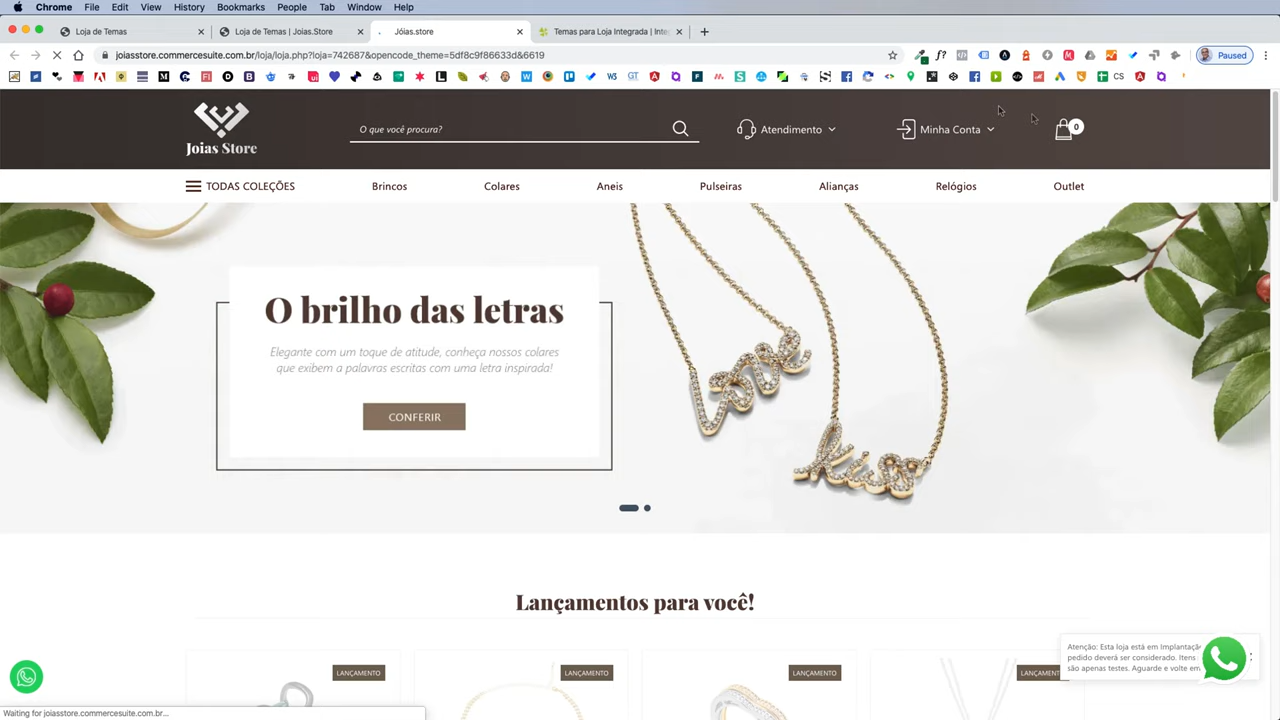 Chrome File Edit View History Bookmarks People Tab Window Help
Loja de Temas
Loja de Temas | Joias.Store
Jóias.store
Temas para Loja Integrada | Inte
joiasstore.commercesuite.com.br/loja/loja.php?loja=742687&opencode_theme=5df8c9f86633d&6619
Paused
Joias Store
O que você procura?
Atendimento
Minha Conta
0
TODAS COLEÇÕES Brincos Colares Aneis Pulseiras Alianças Relógios Outlet
love
kiss
O brilho das letras
Elegante com um toque de atitude, conheça nossos colares
que exibem a palavras escritas com uma letra inspirada!
CONFERIR
Lançamentos para você!
LANÇAMENTO LANÇAMENTO LANÇAMENTO LANÇAMENT
Atenção: Esta loja está em Implantaçã
pedido deverá ser considerado. Itens
são apenas testes. Aguarde e volte em
Waiting for joiasstore.commercesuite.com.br...